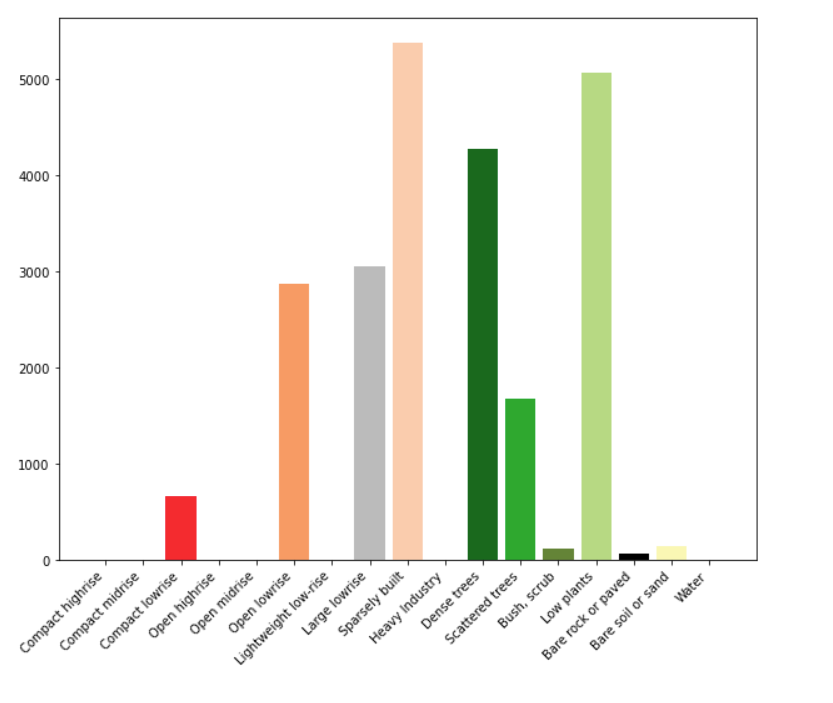 5000
4000
3000
2000
1000
0
Compact highrise
Compact midrise
Compact lowrise
Open highrise
Open midrise
Open lowrise
Lightweight low-rise
Large lowrise
Sparsely built
Heavy Industry
Dense trees
Scattered trees
Bush, scrub
Low plants
Bare rock or paved
Bare soil or sand
Water